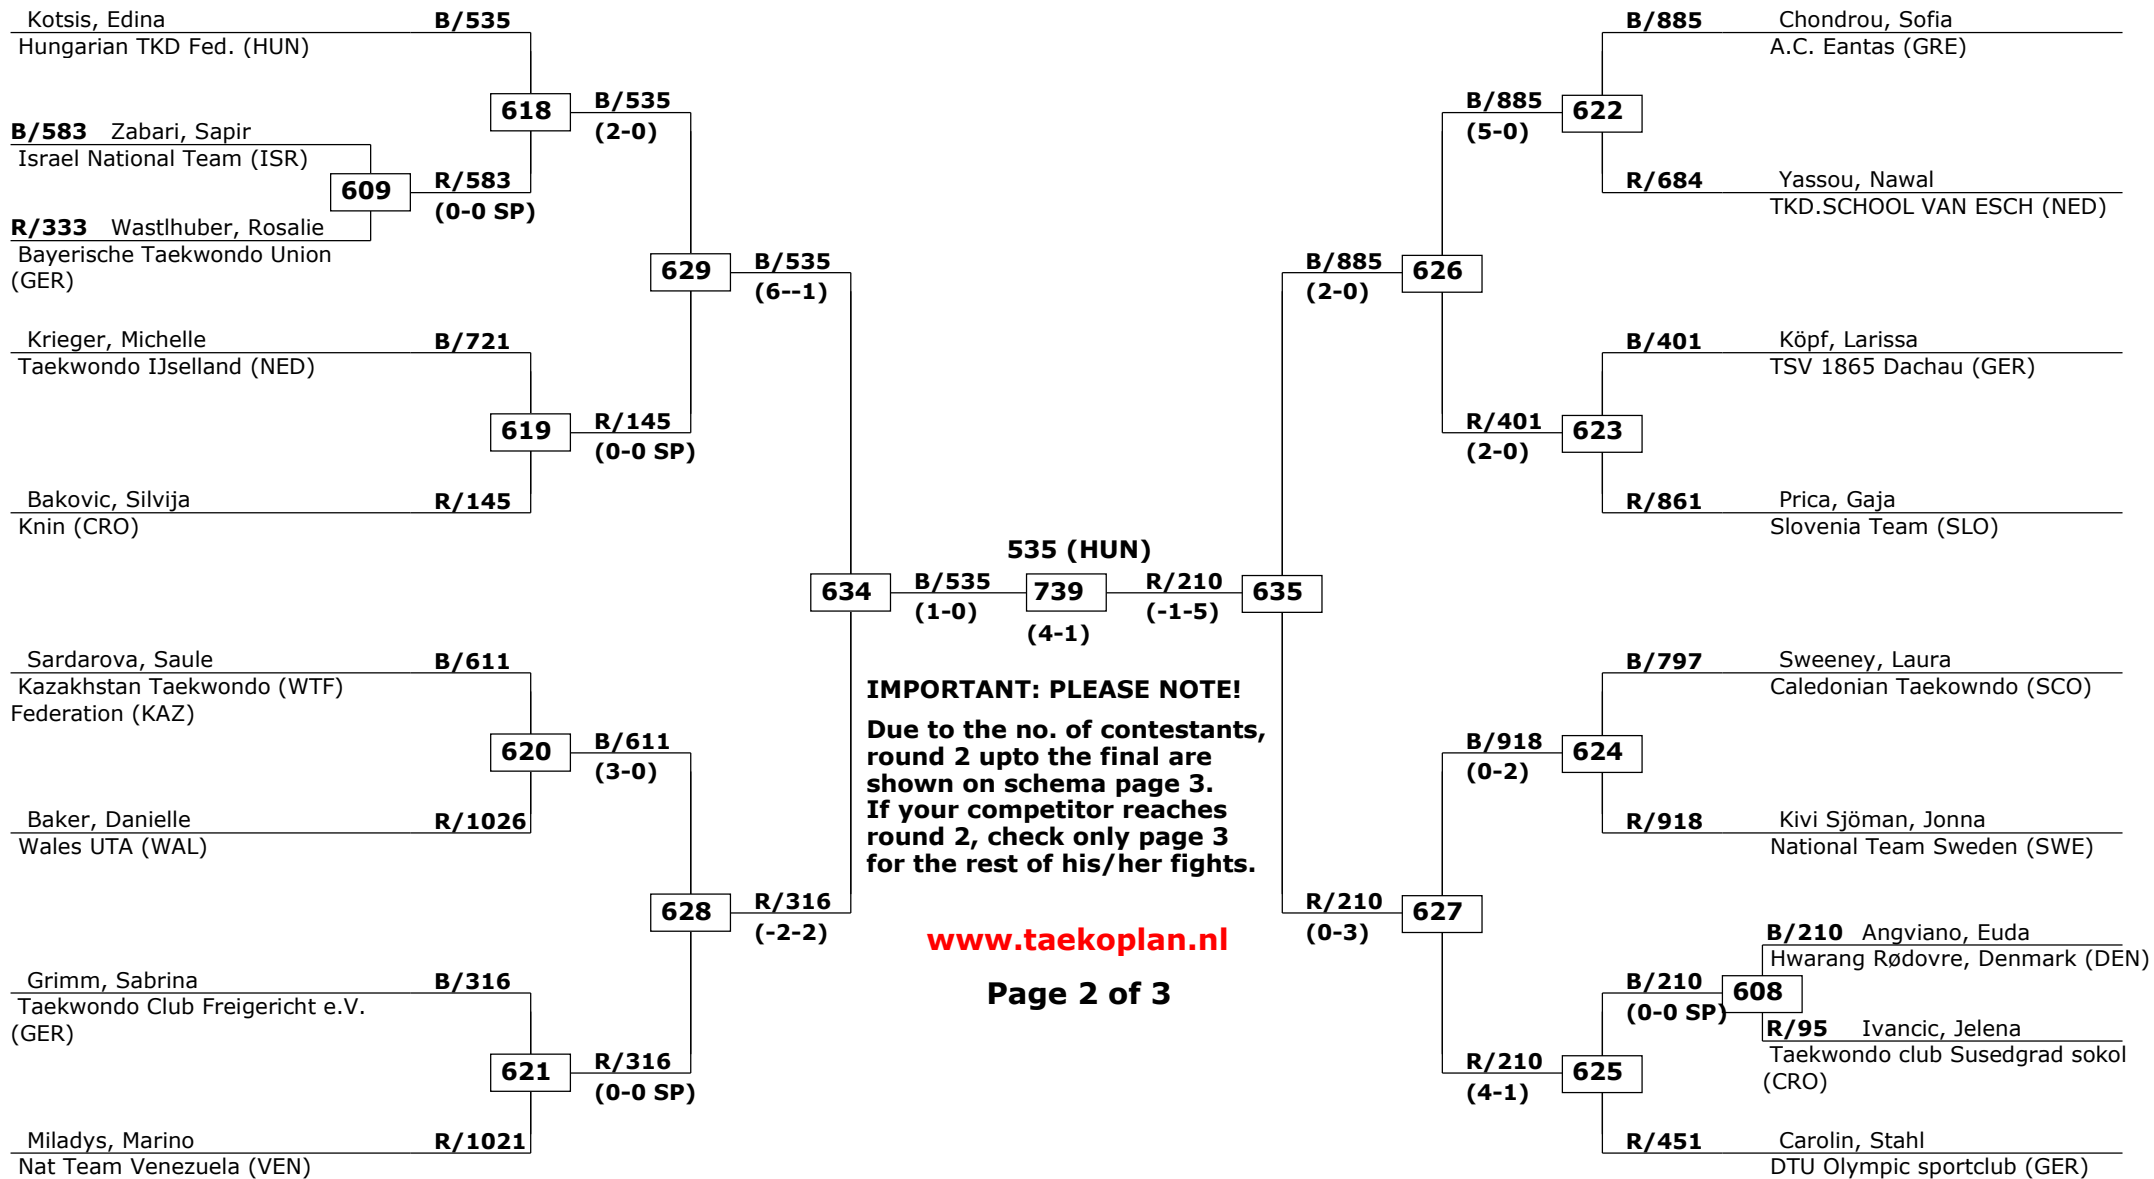 Kotsis, Edina
B/535
Hungarian TKD Fed. (HUN)
618
B/535
(2-0)
B/583 Zabari, Sapir
Israel National Team (ISR)
609
R/583
(0-0 SP)
R/333 Wastlhuber, Rosalie
Bayerische Taekwondo Union
(GER)
629
B/535
(6--1)
Krieger, Michelle
B/721
Taekwondo IJselland (NED)
619
R/145
(0-0 SP)
Bakovic, Silvija
R/145
Knin (CRO)
634
B/535
(1-0)
Sardarova, Saule
B/611
Kazakhstan Taekwondo (WTF)
Federation (KAZ)
620
B/611
(3-0)
Baker, Danielle
R/1026
Wales UTA (WAL)
628
R/316
(-2-2)
Grimm, Sabrina
B/316
Taekwondo Club Freigericht e.V.
(GER)
621
R/316
(0-0 SP)
Miladys, Marino
R/1021
Nat Team Venezuela (VEN)
535 (HUN)
739
(4-1)
IMPORTANT: PLEASE NOTE!
Due to the no. of contestants,
round 2 upto the final are
shown on schema page 3.
If your competitor reaches
round 2, check only page 3
for the rest of his/her fights.
www.taekoplan.nl
Page 2 of 3
B/885
Chondrou, Sofia
A.C. Eantas (GRE)
B/885
(5-0)
622
R/684
Yassou, Nawal
TKD.SCHOOL VAN ESCH (NED)
B/885
(2-0)
626
B/401
Köpf, Larissa
TSV 1865 Dachau (GER)
R/401
(2-0)
623
R/861
Prica, Gaja
Slovenia Team (SLO)
R/210
(-1-5)
635
B/797
Sweeney, Laura
Caledonian Taekowndo (SCO)
B/918
(0-2)
624
R/918
Kivi Sjöman, Jonna
National Team Sweden (SWE)
R/210
(0-3)
627
B/210 Angviano, Euda
Hwarang Rødovre, Denmark (DEN)
B/210
(0-0 SP)
608
R/95 Ivancic, Jelena
Taekwondo club Susedgrad sokol
(CRO)
R/210
(4-1)
625
R/451
Carolin, Stahl
DTU Olympic sportclub (GER)